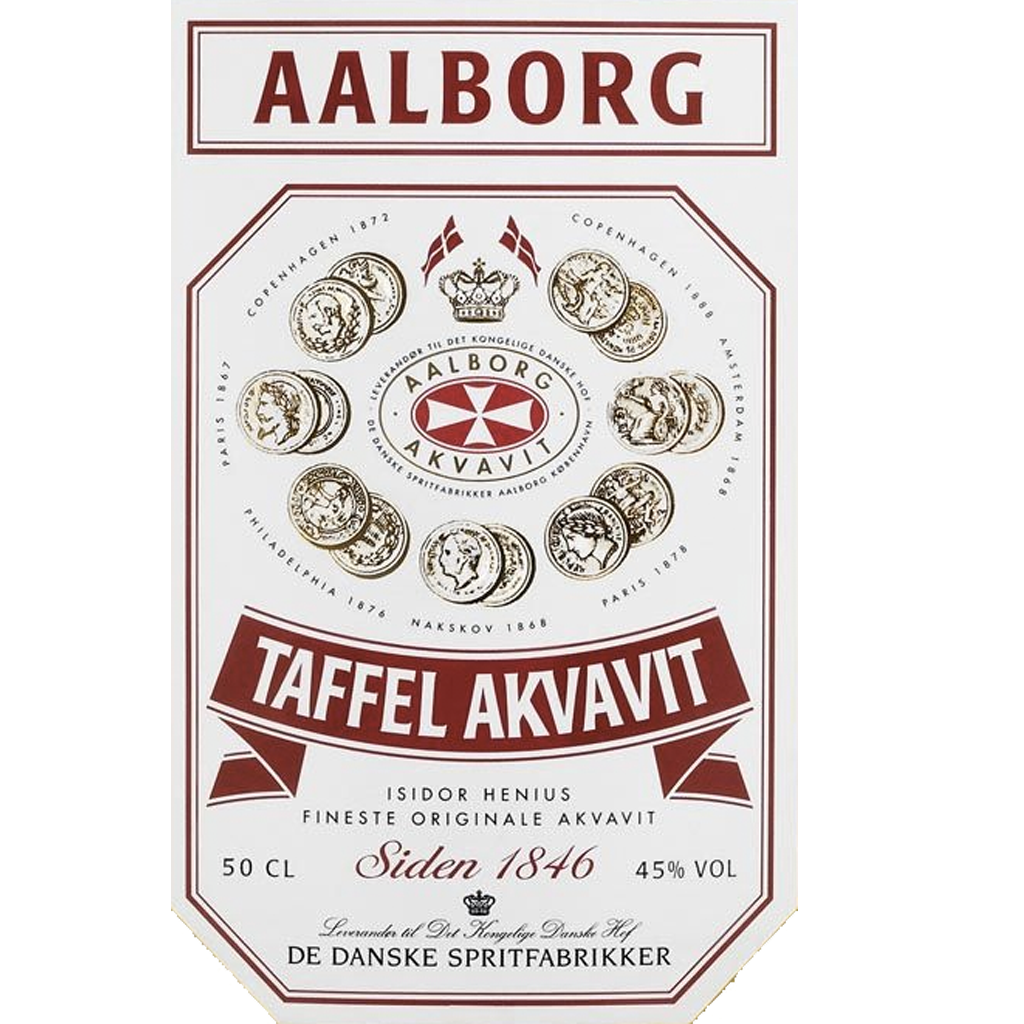 AALBORG
COPENHAGEN 1872
COPENHAGEN 1888
PARIS 1867
AMSTERDAM 1868
PHILADELPHIA 1876
PARIS 1878
NAKSKOV 1868
LEVERANDØR TIL DET KONGELIGE DANSKE HOF
AALBORG
AKVAVIT
DE DANSKE SPRITFABRIKKER AALBORG KØBENHAVN
TAFFEL AKVAVIT
ISIDOR HENIUS
FINESTE ORIGINALE AKVAVIT
50 CL
Siden 1846
45% VOL
Leverandør til Det Kongelige Danske Hof
DE DANSKE SPRITFABRIKKER